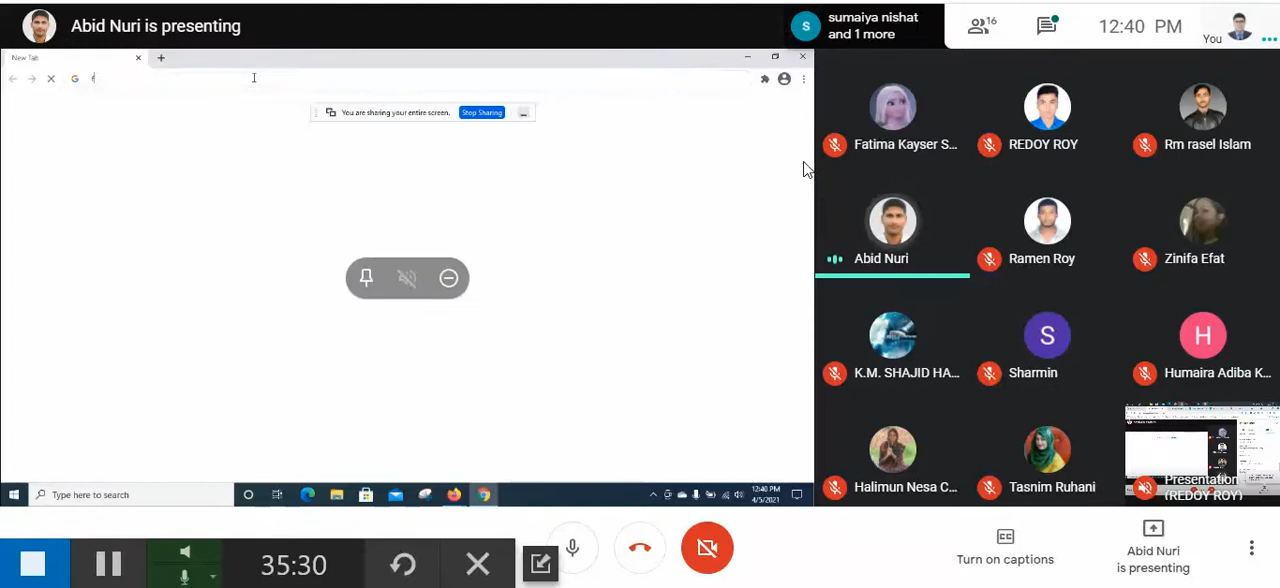 Abid Nuri is presenting
S
sumaiya nishat
and 1 more
16
12:40 PM
You
New Tab
You are sharing your entire screen.
Stop Sharing
Fatima Kayser S...
REDOY ROY
Rm rasel Islam
Abid Nuri
Ramen Roy
Zinifa Efat
K.M. SHAJID HA...
S
Sharmin
H
Humaira Adiba K...
Halimun Nesa C...
Tasnim Ruhani
Presentation
(REDOY ROY)
Type here to search
12:40 PM
4/5/2021
35:30
Turn on captions
Abid Nuri
is presenting